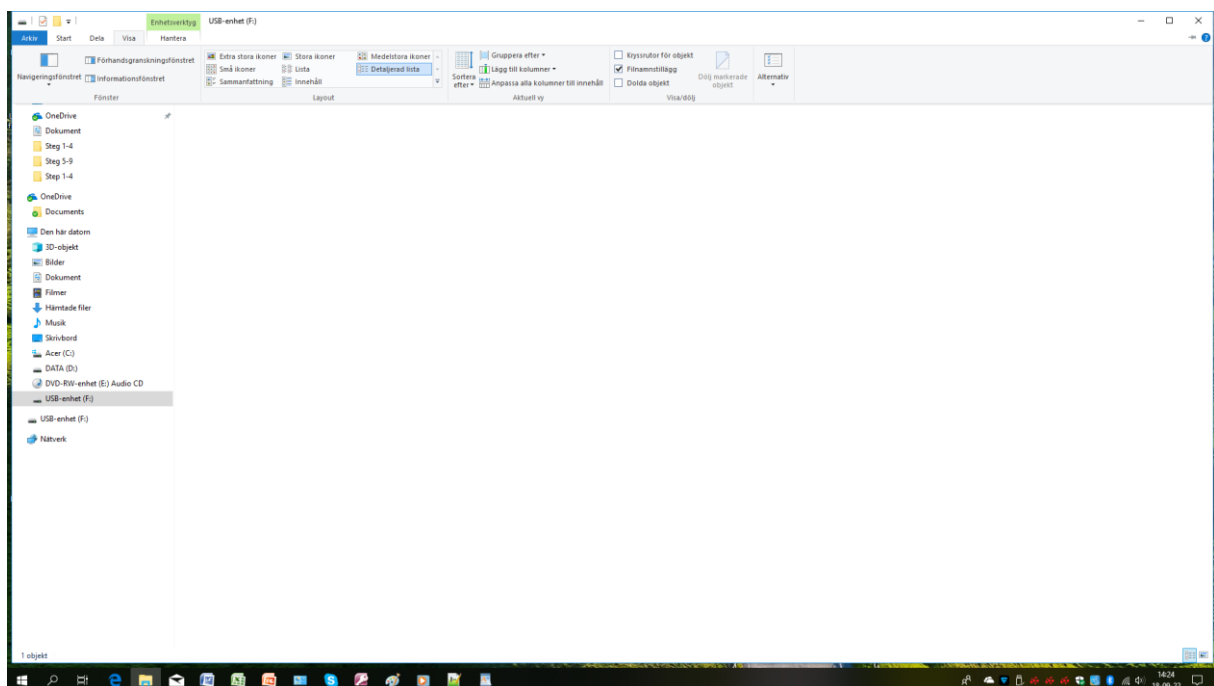 Enhetsverktyg USB-enhet (F:)
Arkiv Start Dela Visa Hantera
Navigeringsfönstret
Förhandsgranskningsfönstret
Informationsfönstret
Fönster
Extra stora ikoner Stora ikoner Medelstora ikoner
Små ikoner Lista Detaljerad lista
Sammanfattning Innehåll
Layout
Sortera efter
Gruppera efter
Lägg till kolumner
Anpassa alla kolumner till innehåll
Aktuell vy
Kryssrutor för objekt
Filnamnstillägg
Dolda objekt
Dölj markerade
objekt
Visa/dölj
Alternativ
OneDrive
Dokument
Steg 1-4
Steg 5-9
Step 1-4
OneDrive
Documents
Den här datorn
3D-objekt
Bilder
Dokument
Filmer
Hämtade filer
Musik
Skrivbord
Acer (C:)
DATA (D:)
DVD-RW-enhet (E:) Audio CD
USB-enhet (F:)
USB-enhet (F:)
Nätverk
1 objekt
14:24